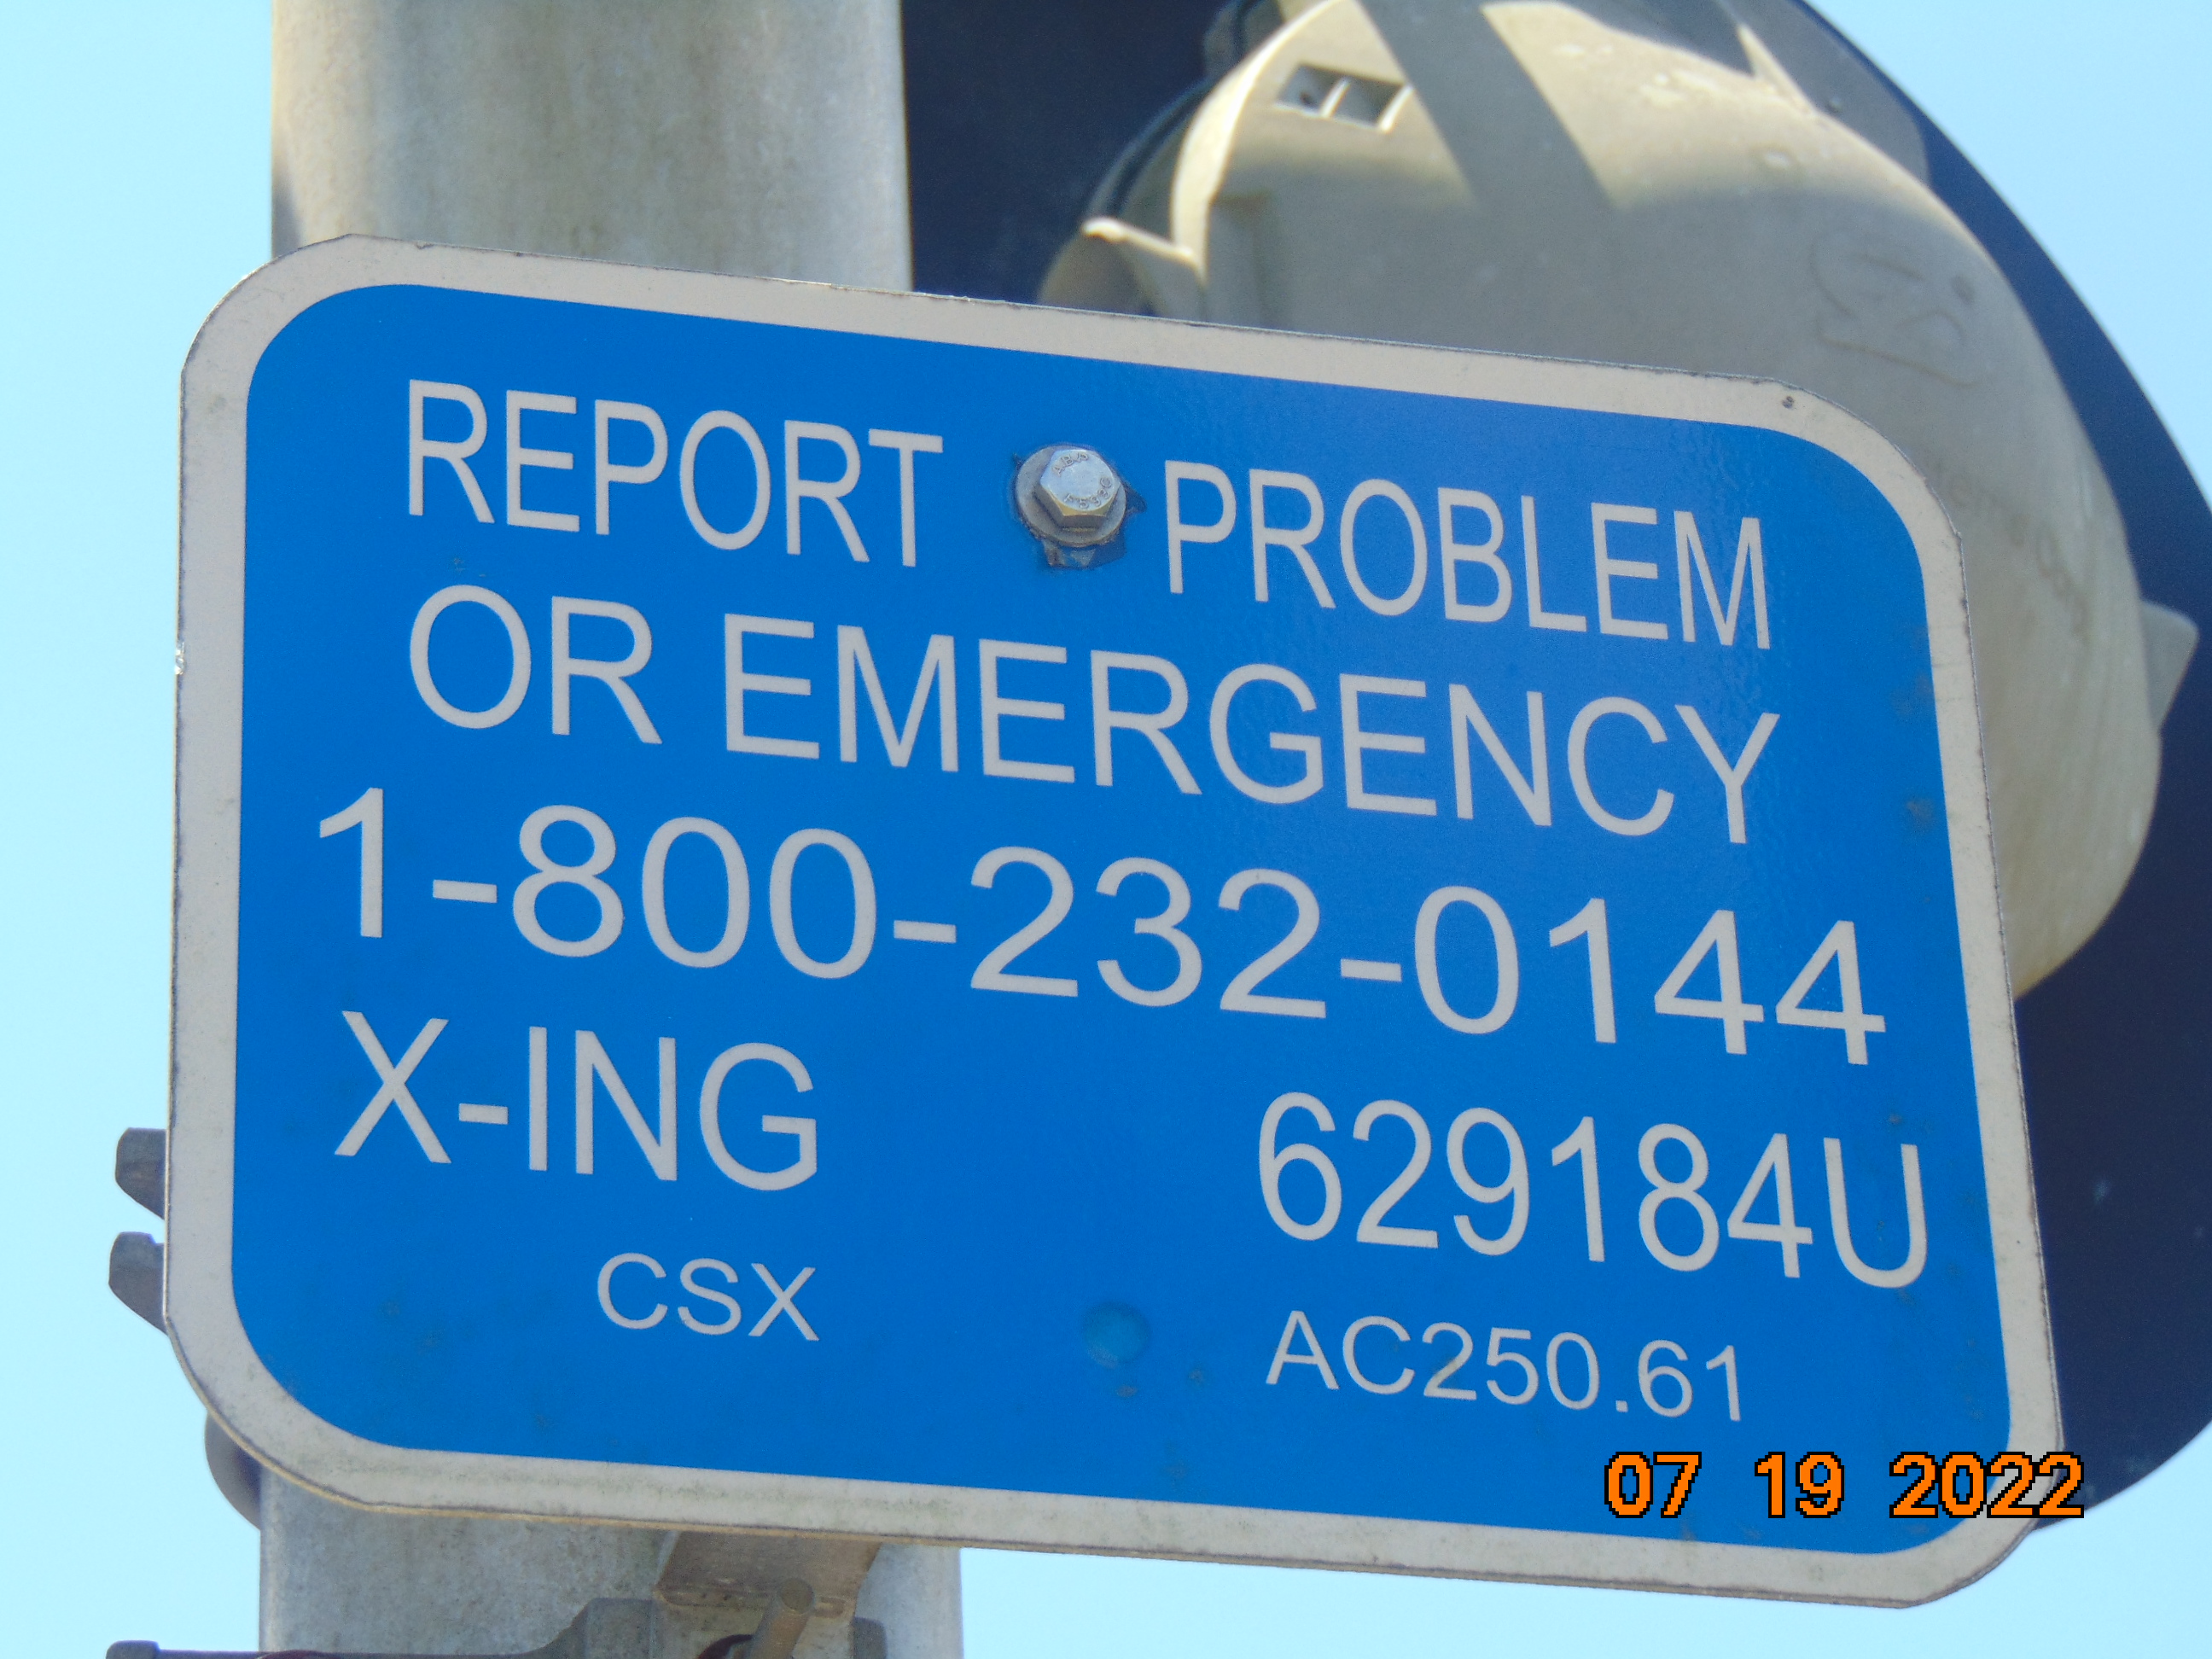 REPORT PROBLEM
OR EMERGENCY
1-800-232-0144
X-ING 629184U
CSX AC250.61
07 19 2022